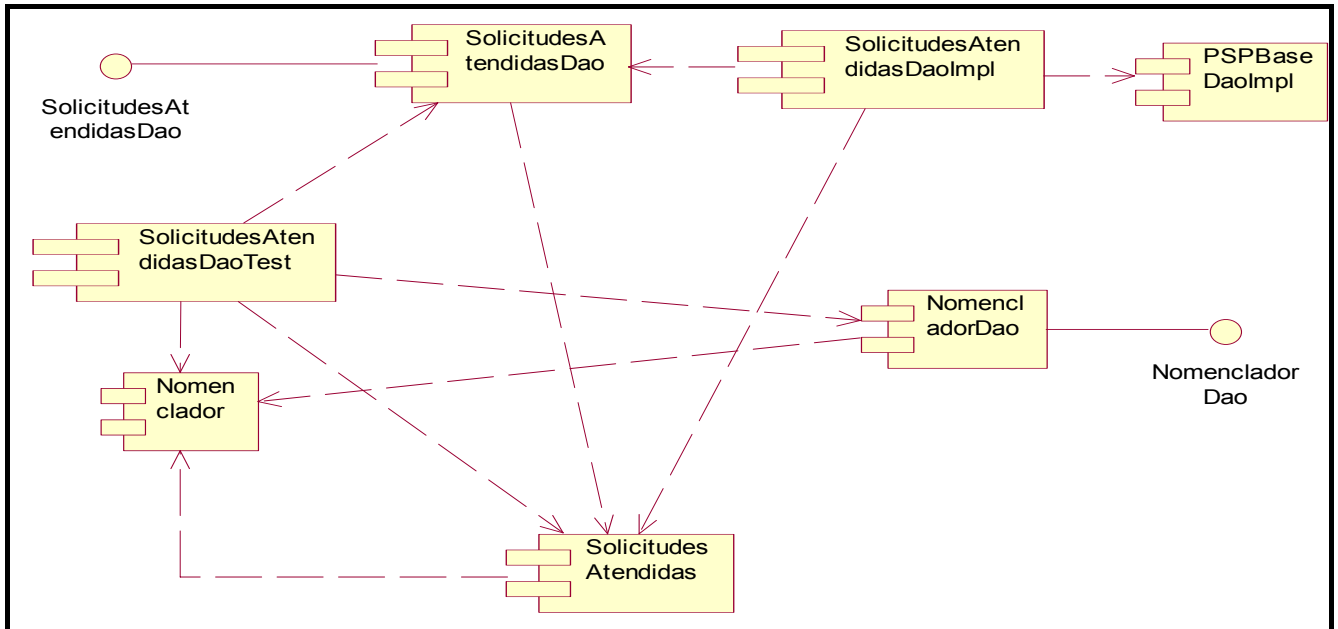 SolicitudesA
tendidasDao
SolicitudesAten
didasDaoImpl
PSPBase
DaoImpl
SolicitudesAt
endidasDao
SolicitudesAten
didasDaoTest
Nomencl
adorDao
Nomenclador
Dao
Nomen
clador
Solicitudes
Atendidas